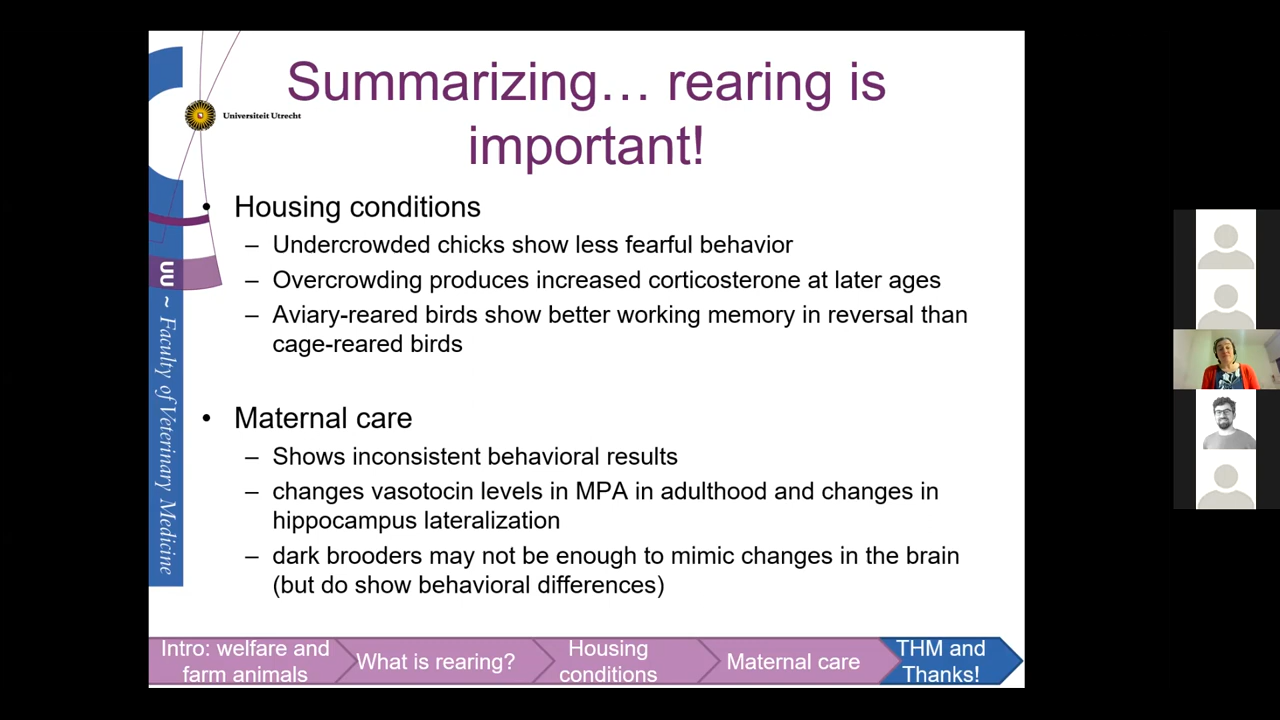 Summarizing… rearing is
important!
Universiteit Utrecht
• Housing conditions
– Undercrowded chicks show less fearful behavior
– Overcrowding produces increased corticosterone at later ages
– Aviary-reared birds show better working memory in reversal than
cage-reared birds
• Maternal care
– Shows inconsistent behavioral results
– changes vasotocin levels in MPA in adulthood and changes in
hippocampus lateralization
– dark brooders may not be enough to mimic changes in the brain
(but do show behavioral differences)
UU ~ Faculty of Veterinary Medicine
Intro: welfare and
farm animals
What is rearing?
Housing
conditions
Maternal care
THM and
Thanks!